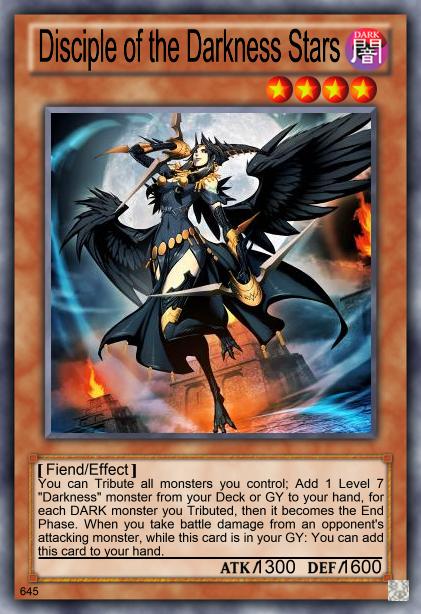 Disciple of the Darkness Stars
DARK
闇
[ Fiend/Effect ]
You can Tribute all monsters you control; Add 1 Level 7
"Darkness" monster from your Deck or GY to your hand, for
each DARK monster you Tributed, then it becomes the End
Phase. When you take battle damage from an opponent's
attacking monster, while this card is in your GY: You can add
this card to your hand.
ATK/1300 DEF/1600
645